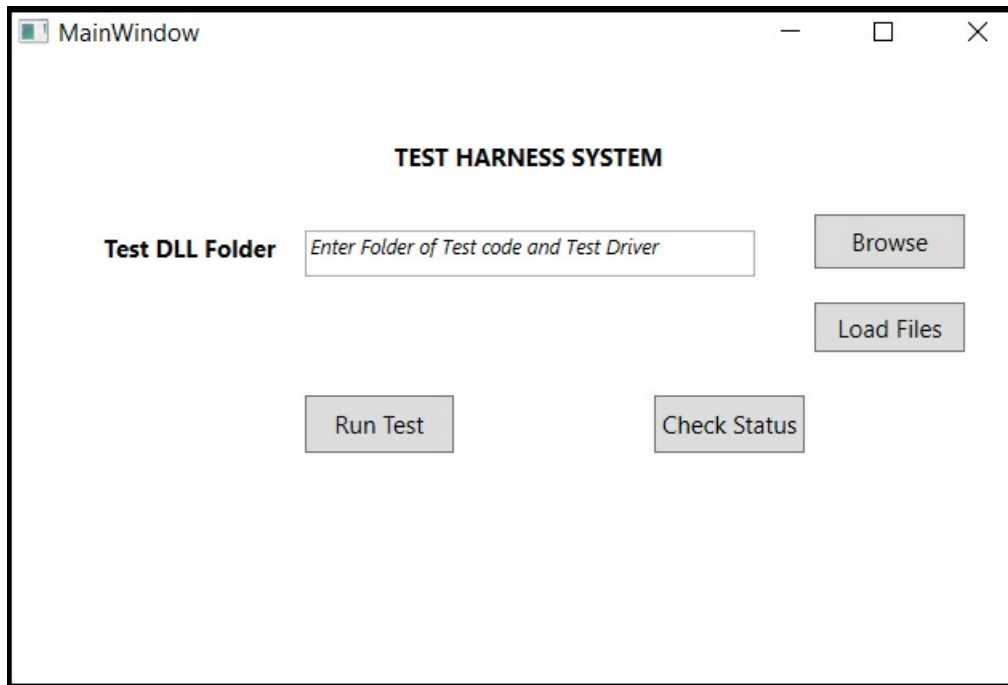 MainWindow
TEST HARNESS SYSTEM
Test DLL Folder
Enter Folder of Test code and Test Driver
Browse
Load Files
Run Test
Check Status